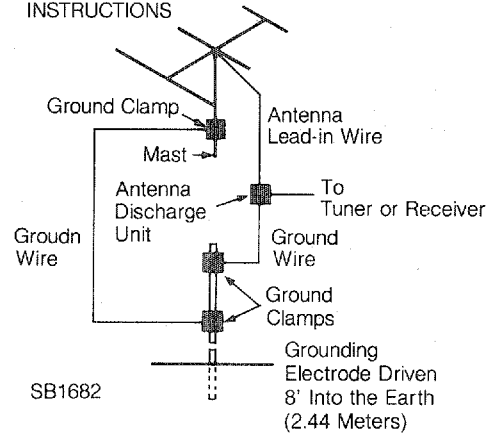 INSTRUCTIONS
Ground Clamp
Antenna
Lead-in Wire
Mast
Antenna
Discharge
Unit
To
Tuner or Receiver
Groudn
Wire
Ground
Wire
Ground
Clamps
Grounding
Electrode Driven
8' Into the Earth
(2.44 Meters)
SB1682